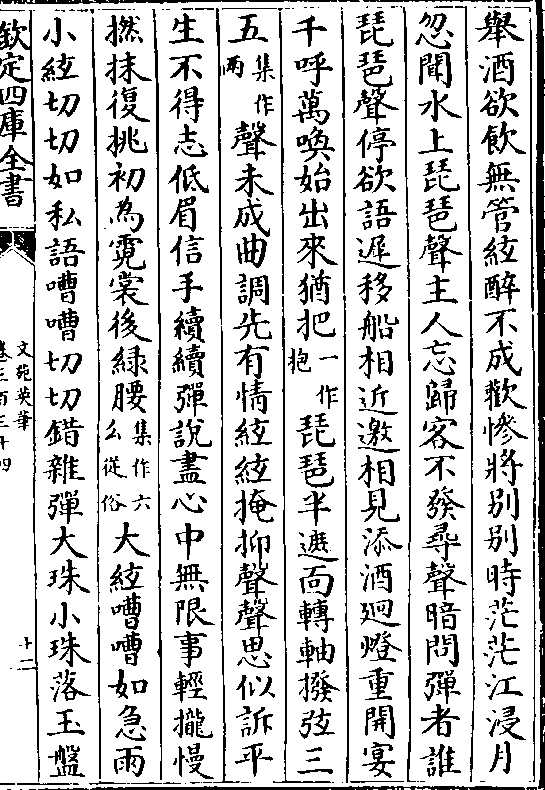 舉酒欲飲無管絃醉不成歡慘將别别時茫茫江浸月
忽聞水上琵琶聲主人忘歸客不發尋聲暗問彈者誰
琵琶聲停欲語遲移船相近邀相見添酒迴燈重開宴
千呼萬喚始出來猶把一作抱琵琶半遮面轉軸撥弦三
五集作兩聲未成曲調先有情絃絃掩抑聲聲思似訴平
生不得志低眉信手續續彈說盡心中無限事輕攏慢
撚抹復挑初為霓裳後綠腰集作六么從俗大絃嘈嘈如急雨
小絃切切如私語嘈嘈切切錯雜彈大珠小珠落玉盤
欽定四庫全書
文苑英華
卷三百三十四
十二